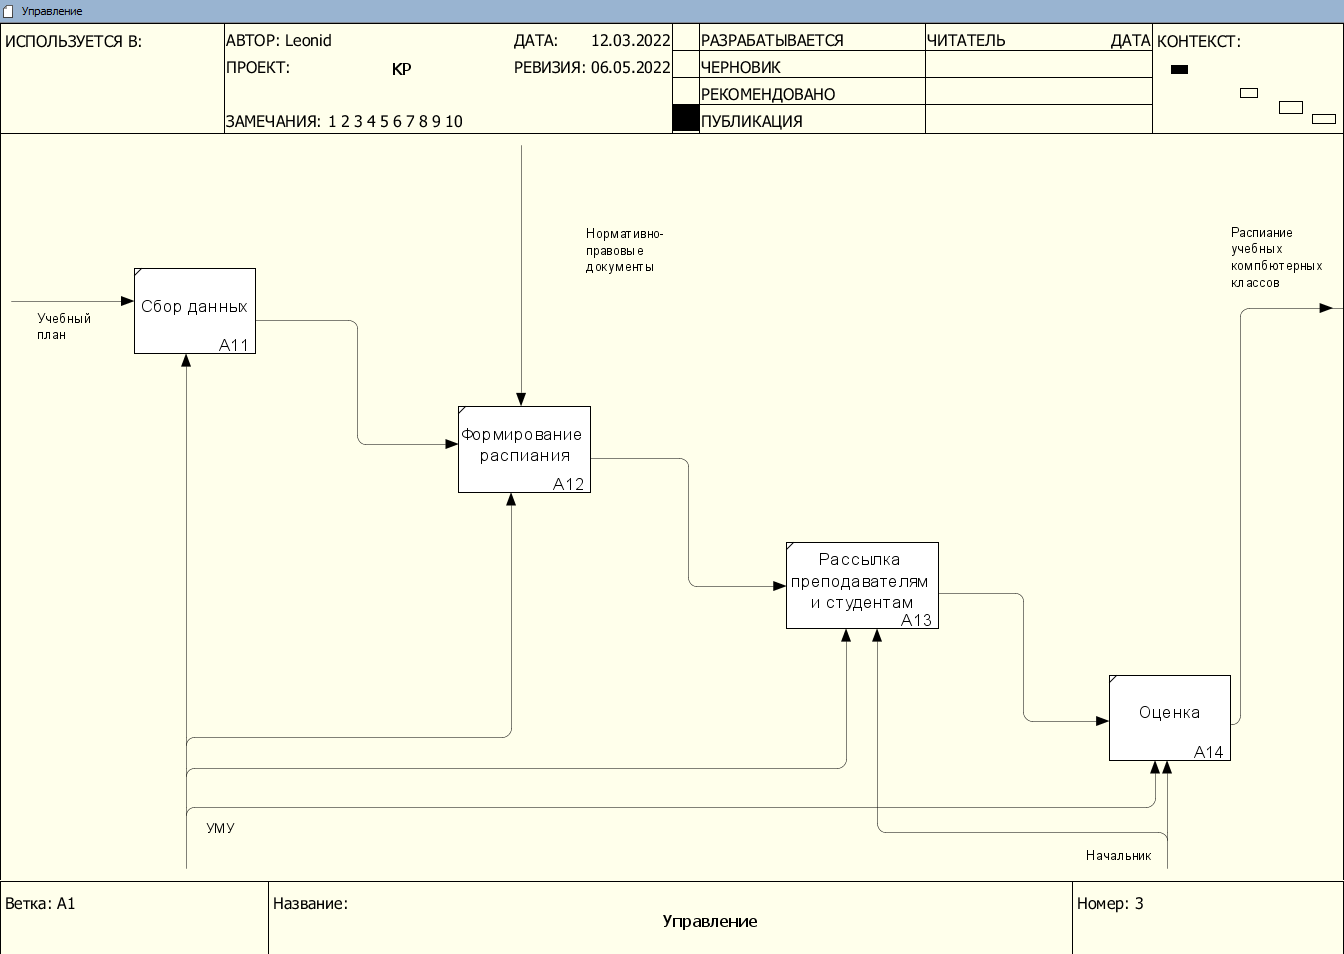 Управление
ИСПОЛЬЗУЕТСЯ В:
АВТОР: Leonid
ДАТА: 12.03.2022
ПРОЕКТ: КР
РЕВИЗИЯ: 06.05.2022
ЗАМЕЧАНИЯ: 1 2 3 4 5 6 7 8 9 10
РАЗРАБАТЫВАЕТСЯ
ЧЕРНОВИК
РЕКОМЕНДОВАНО
ПУБЛИКАЦИЯ
ЧИТАТЕЛЬ ДАТА
КОНТЕКСТ:
Нормативно-
правовые
документы
Распиание
учебных
компбютерных
классов
Учебный
план
Сбор данных
A11
Формирование
распиания
A12
Рассылка
преподавателям
и студентам
A13
Оценка
A14
УМУ
Начальник
Ветка: A1
Название:
Управление
Номер: 3